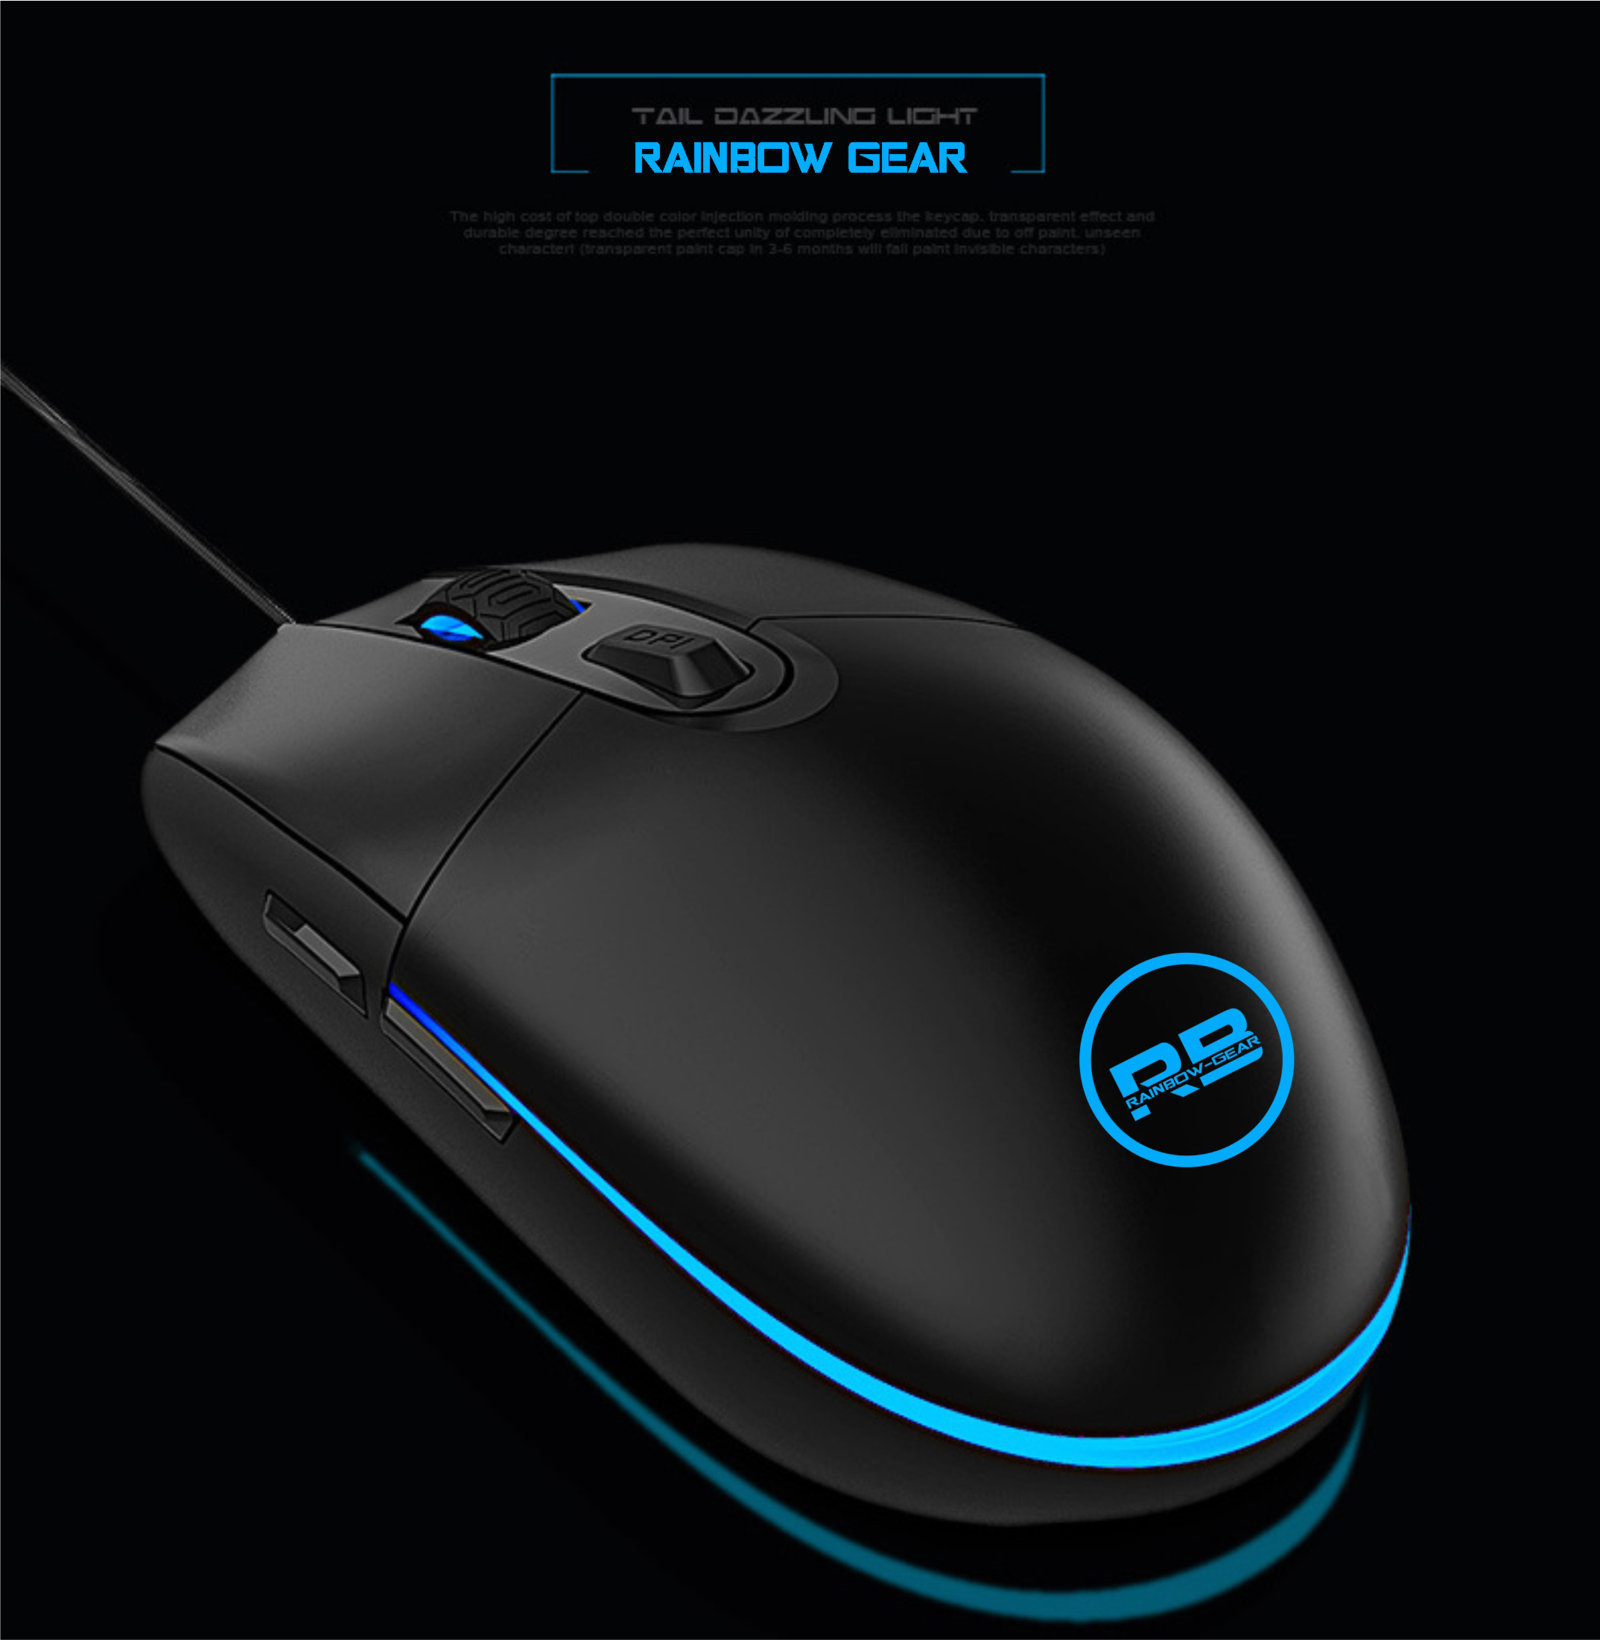 TAIL DAZZLING LIGHT
RAINBOW GEAR
The high cost of top double color injection molding process the keycap, transparent effect and
durable degree reached the perfect unity of completely eliminated due to off paint, unseen
character! (transparent paint cap in 3-6 months will fall paint invisible characters)
DPI
RB
RAINBOW-GEAR